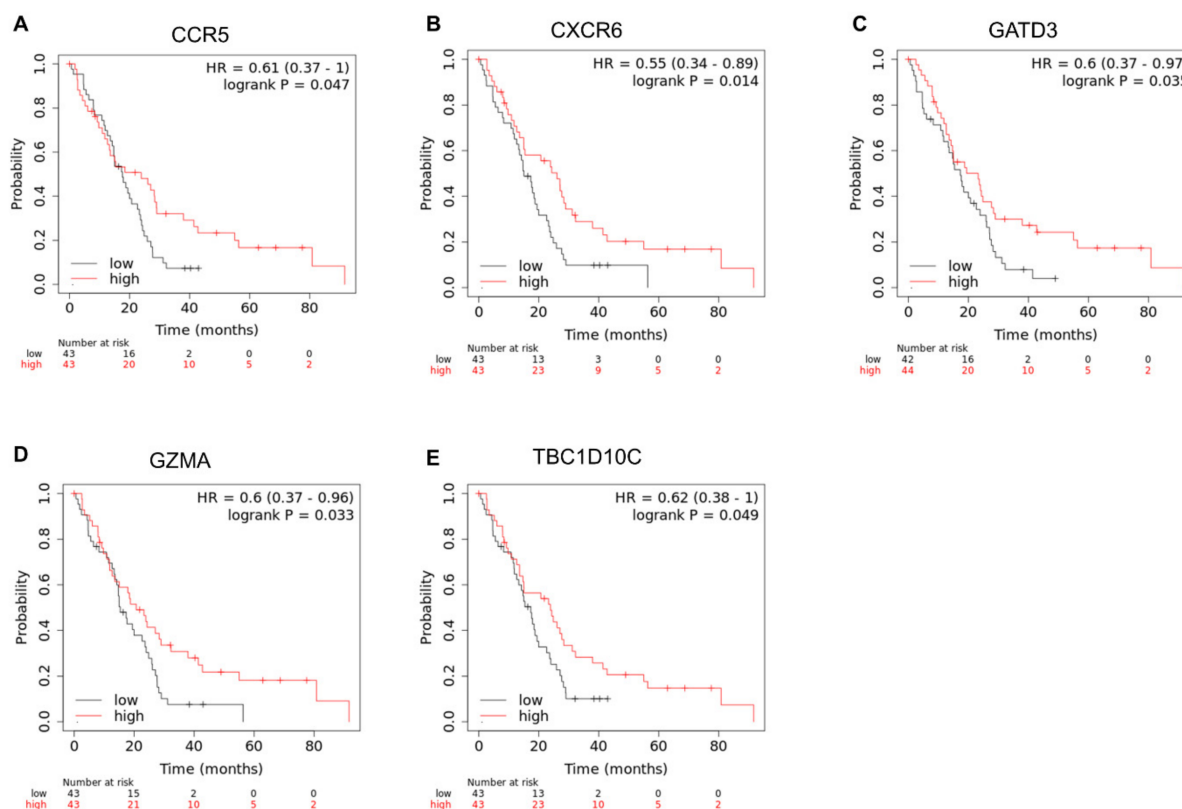 A
CCR5
HR = 0.61 (0.37 - 1)
logrank P = 0.047
Probability
1.0
0.8
0.6
0.4
0.2
0.0
low
high
0 20 40 60 80
Time (months)
Number at risk
low 43 16 2 0 0
high 43 20 10 5 2
B
CXCR6
HR = 0.55 (0.34 - 0.89)
logrank P = 0.014
Probability
1.0
0.8
0.6
0.4
0.2
0.0
low
high
0 20 40 60 80
Time (months)
Number at risk
low 43 13 3 0 0
high 43 23 9 5 2
C
GATD3
HR = 0.6 (0.37 - 0.97
logrank P = 0.035
Probability
1.0
0.8
0.6
0.4
0.2
0.0
low
high
0 20 40 60 80
Time (months)
Number at risk
low 42 16 2 0 0
high 44 20 10 5 2
D
GZMA
HR = 0.6 (0.37 - 0.96)
logrank P = 0.033
Probability
1.0
0.8
0.6
0.4
0.2
0.0
low
high
0 20 40 60 80
Time (months)
Number at risk
low 43 15 2 0 0
high 43 21 10 5 2
E
TBC1D10C
HR = 0.62 (0.38 - 1)
logrank P = 0.049
Probability
1.0
0.8
0.6
0.4
0.2
0.0
low
high
0 20 40 60 80
Time (months)
Number at risk
low 43 13 2 0 0
high 43 23 10 5 2